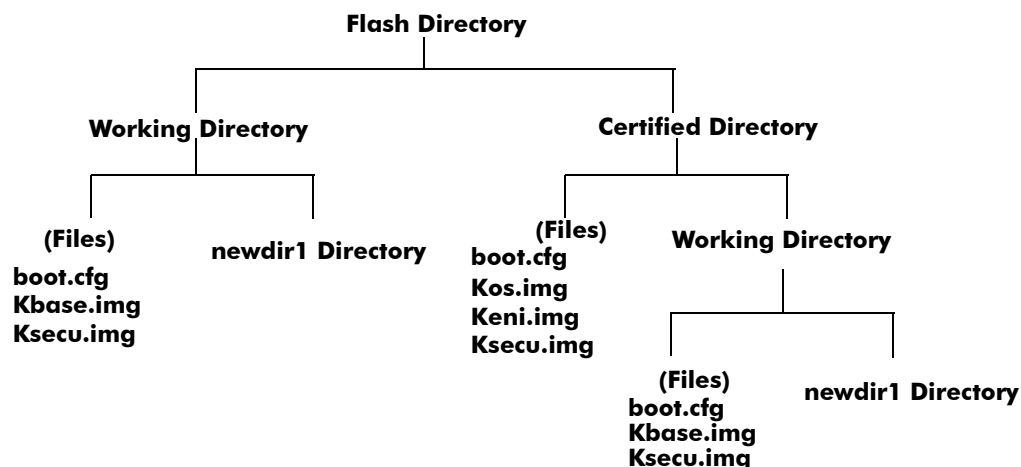 Flash Directory
Working Directory
Certified Directory
(Files)
boot.cfg
Kbase.img
Ksecu.img
newdir1 Directory
(Files)
boot.cfg
Kos.img
Keni.img
Ksecu.img
Working Directory
(Files)
boot.cfg
Kbase.img
Ksecu.img
newdir1 Directory